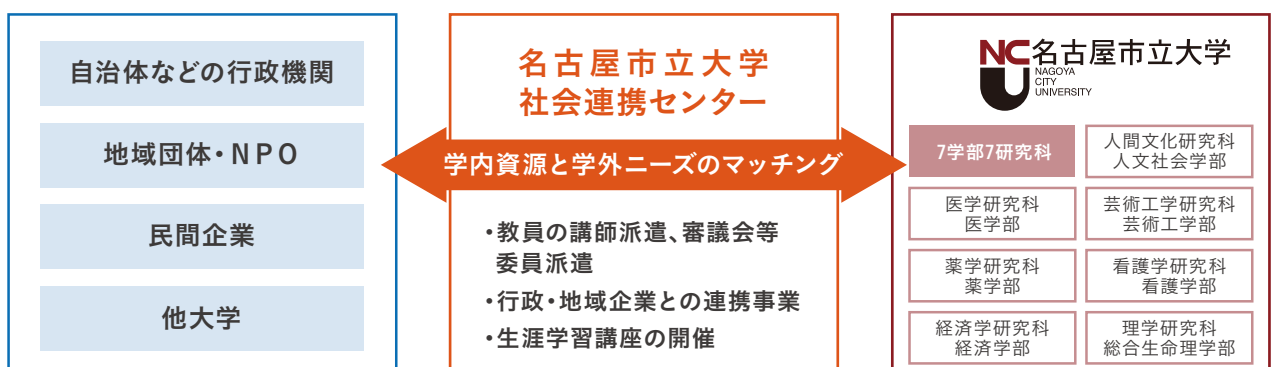 自治体などの行政機関
地域団体・NPO
民間企業
他大学
名古屋市立大学
社会連携センター
学内資源と学外ニーズのマッチング
・教員の講師派遣、審議会等
委員派遣
・行政・地域企業との連携事業
・生涯学習講座の開催
NCU 名古屋市立大学
NAGOYA
CITY
UNIVERSITY
7学部7研究科
人間文化研究科
人文社会学部
医学研究科
医学部
芸術工学研究科
芸術工学部
薬学研究科
薬学部
看護学研究科
看護学部
経済学研究科
経済学部
理学研究科
総合生命理学部